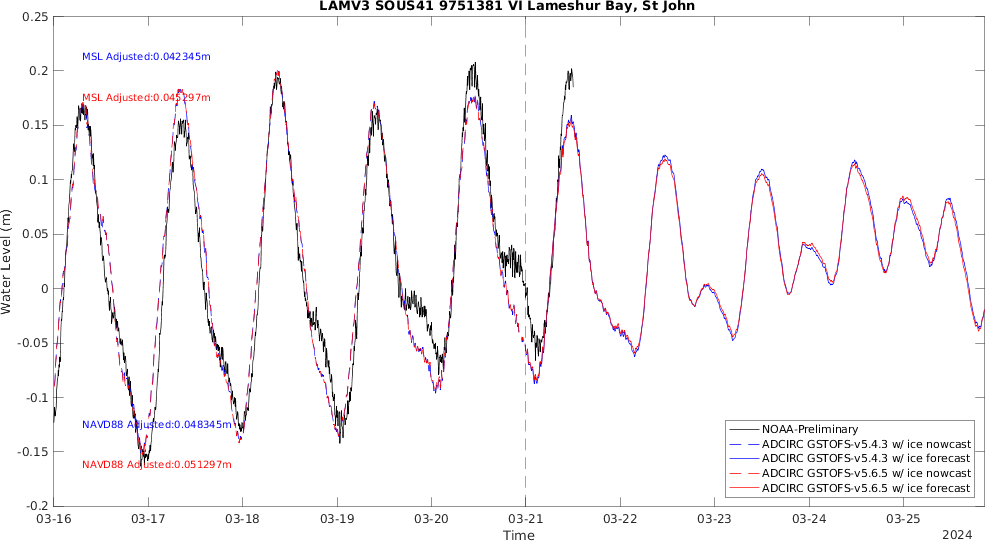 LAMV3 SOUS41 9751381 VI Lameshur Bay, St John
0.25
0.2
0.15
0.1
0.05
0
-0.05
-0.1
-0.15
-0.2
Water Level (m)
MSL Adjusted:0.042345m
MSL Adjusted:0.045297m
NAVD88 Adjusted:0.048345m
NAVD88 Adjusted:0.051297m
NOAA-Preliminary
ADCIRC GSTOFS-v5.4.3 w/ ice nowcast
ADCIRC GSTOFS-v5.4.3 w/ ice forecast
ADCIRC GSTOFS-v5.6.5 w/ ice nowcast
ADCIRC GSTOFS-v5.6.5 w/ ice forecast
03-16 03-17 03-18 03-19 03-20 03-21 03-22 03-23 03-24 03-25
Time
2024